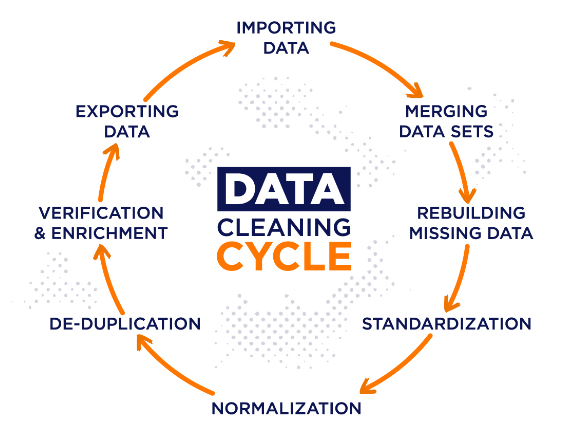 IMPORTING
DATA
MERGING
DATA SETS
REBUILDING
MISSING DATA
STANDARDIZATION
NORMALIZATION
DE-DUPLICATION
VERIFICATION
& ENRICHMENT
EXPORTING
DATA
DATA
CLEANING
CYCLE